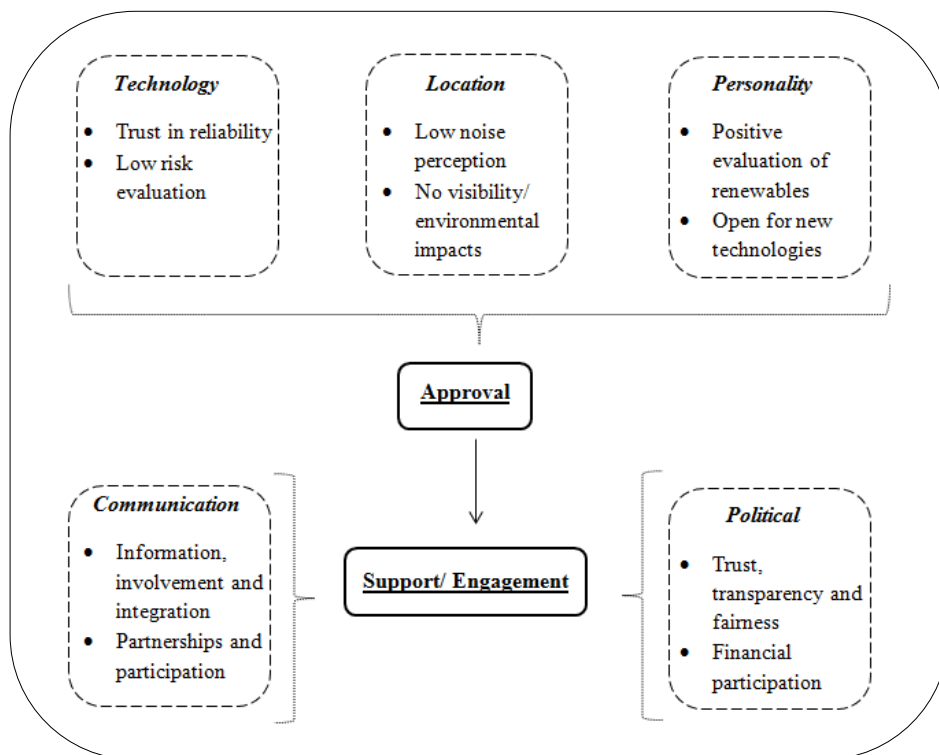 Technology
• Trust in reliability
• Low risk
evaluation
Location
• Low noise
perception
• No visibility/
environmental
impacts
Personality
• Positive
evaluation of
renewables
• Open for new
technologies
Approval
Communication
• Information,
involvement and
integration
• Partnerships and
participation
Support/ Engagement
Political
• Trust,
transparency and
fairness
• Financial
participation